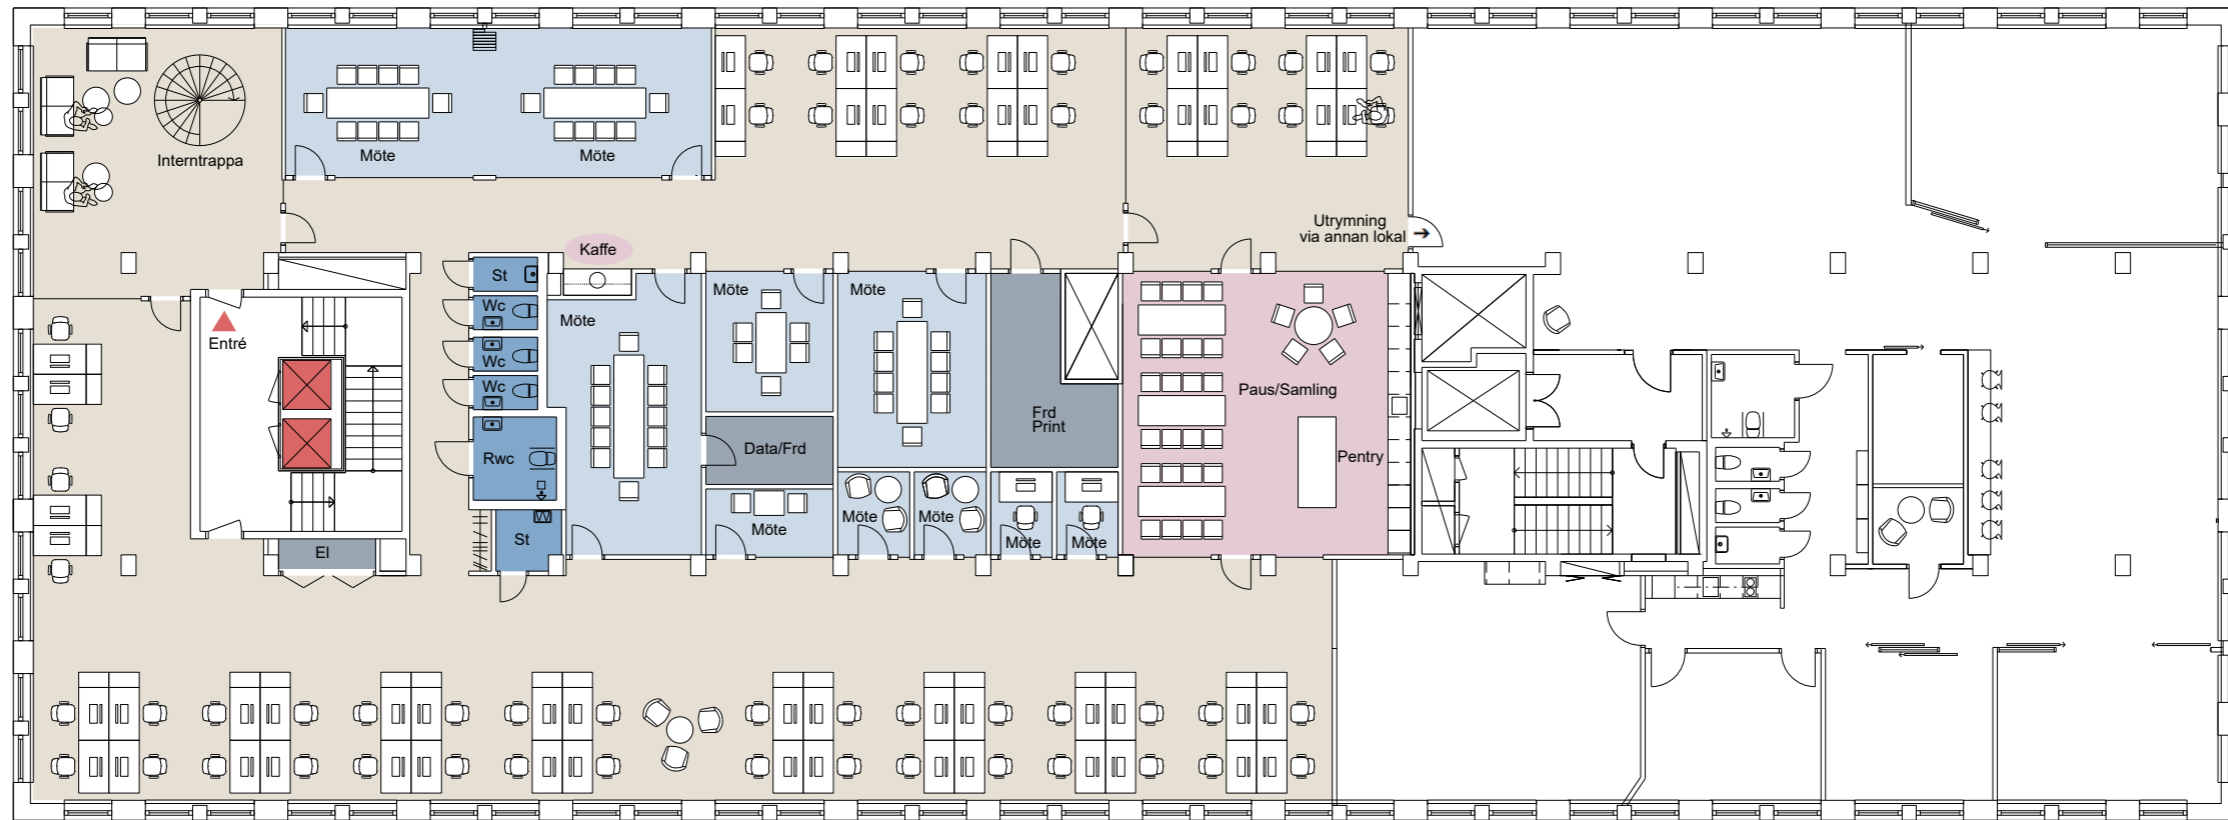 Interntrappa
Möte
Möte
Utrymning
via annan lokal
Kaffe
St
Wc
Wc
Wc
Rwc
St
Entré
El
Möte
Möte
Möte
Data/Frd
Möte
Möte
Möte
Frd
Print
Möte
Möte
Paus/Samling
Pentry